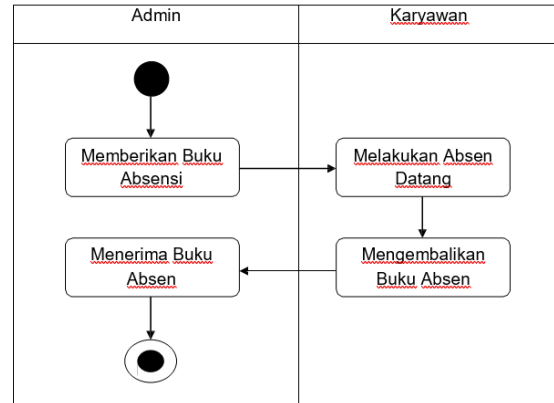 Admin
Karyawan
Memberikan Buku
Absensi
Melakukan Absen
Datang
Menerima Buku
Absen
Mengembalikan
Buku Absen